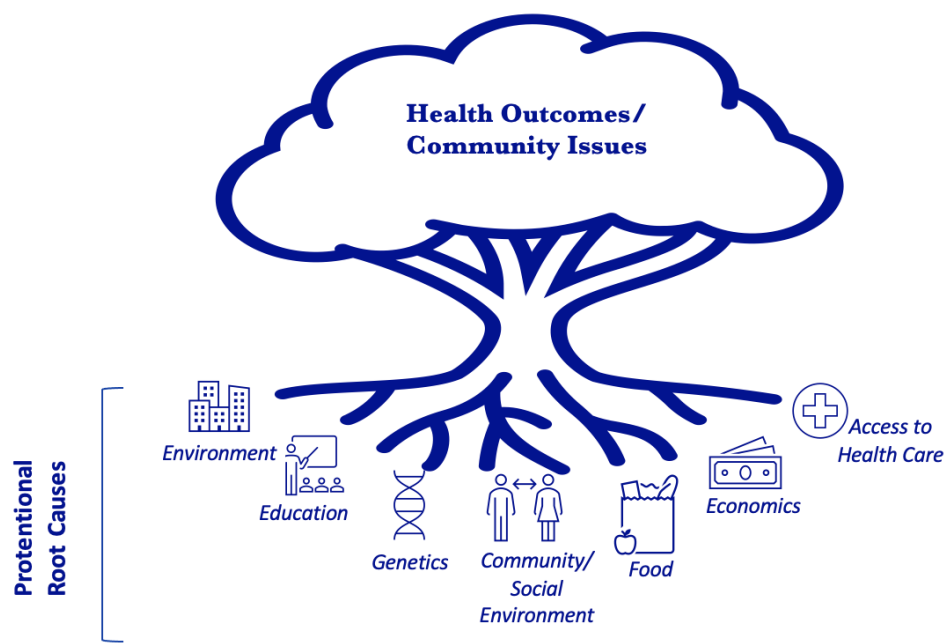 Health Outcomes/
Community Issues
Protentional
Root Causes
Environment
Education
Genetics
Community/
Social
Environment
Food
Economics
Access to
Health Care